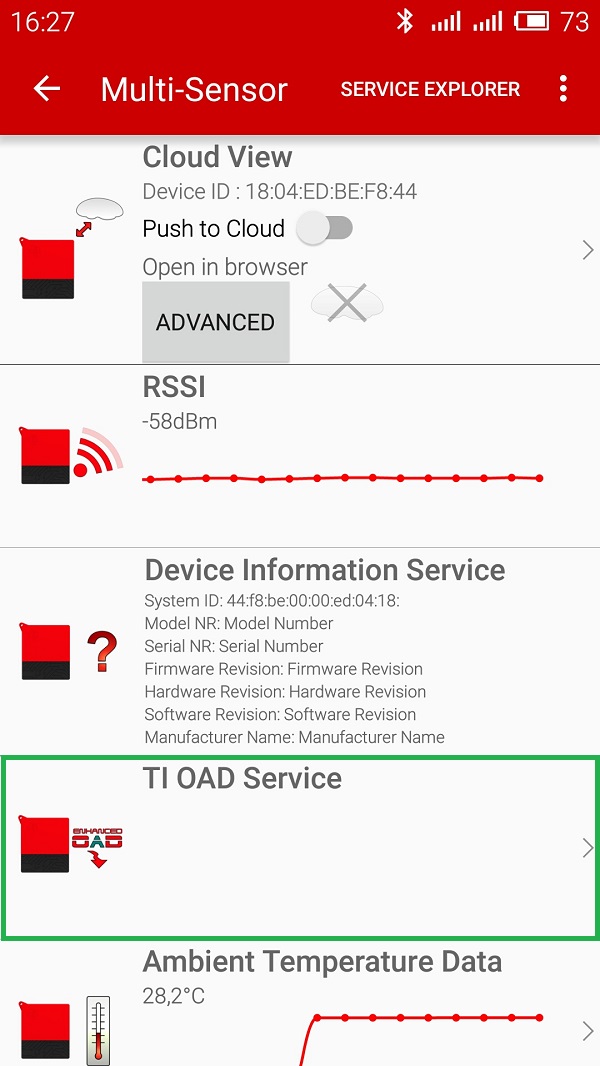 16:27
73
Multi-Sensor
SERVICE EXPLORER
Cloud View
Device ID : 18:04:ED:BE:F8:44
Push to Cloud
Open in browser
ADVANCED
RSSI
-58dBm
Device Information Service
System ID: 44:f8:be:00:00:ed:04:18:
Model NR: Model Number
Serial NR: Serial Number
Firmware Revision: Firmware Revision
Hardware Revision: Hardware Revision
Software Revision: Software Revision
Manufacturer Name: Manufacturer Name
TI OAD Service
ENHANCED
OAD
Ambient Temperature Data
28,2°C